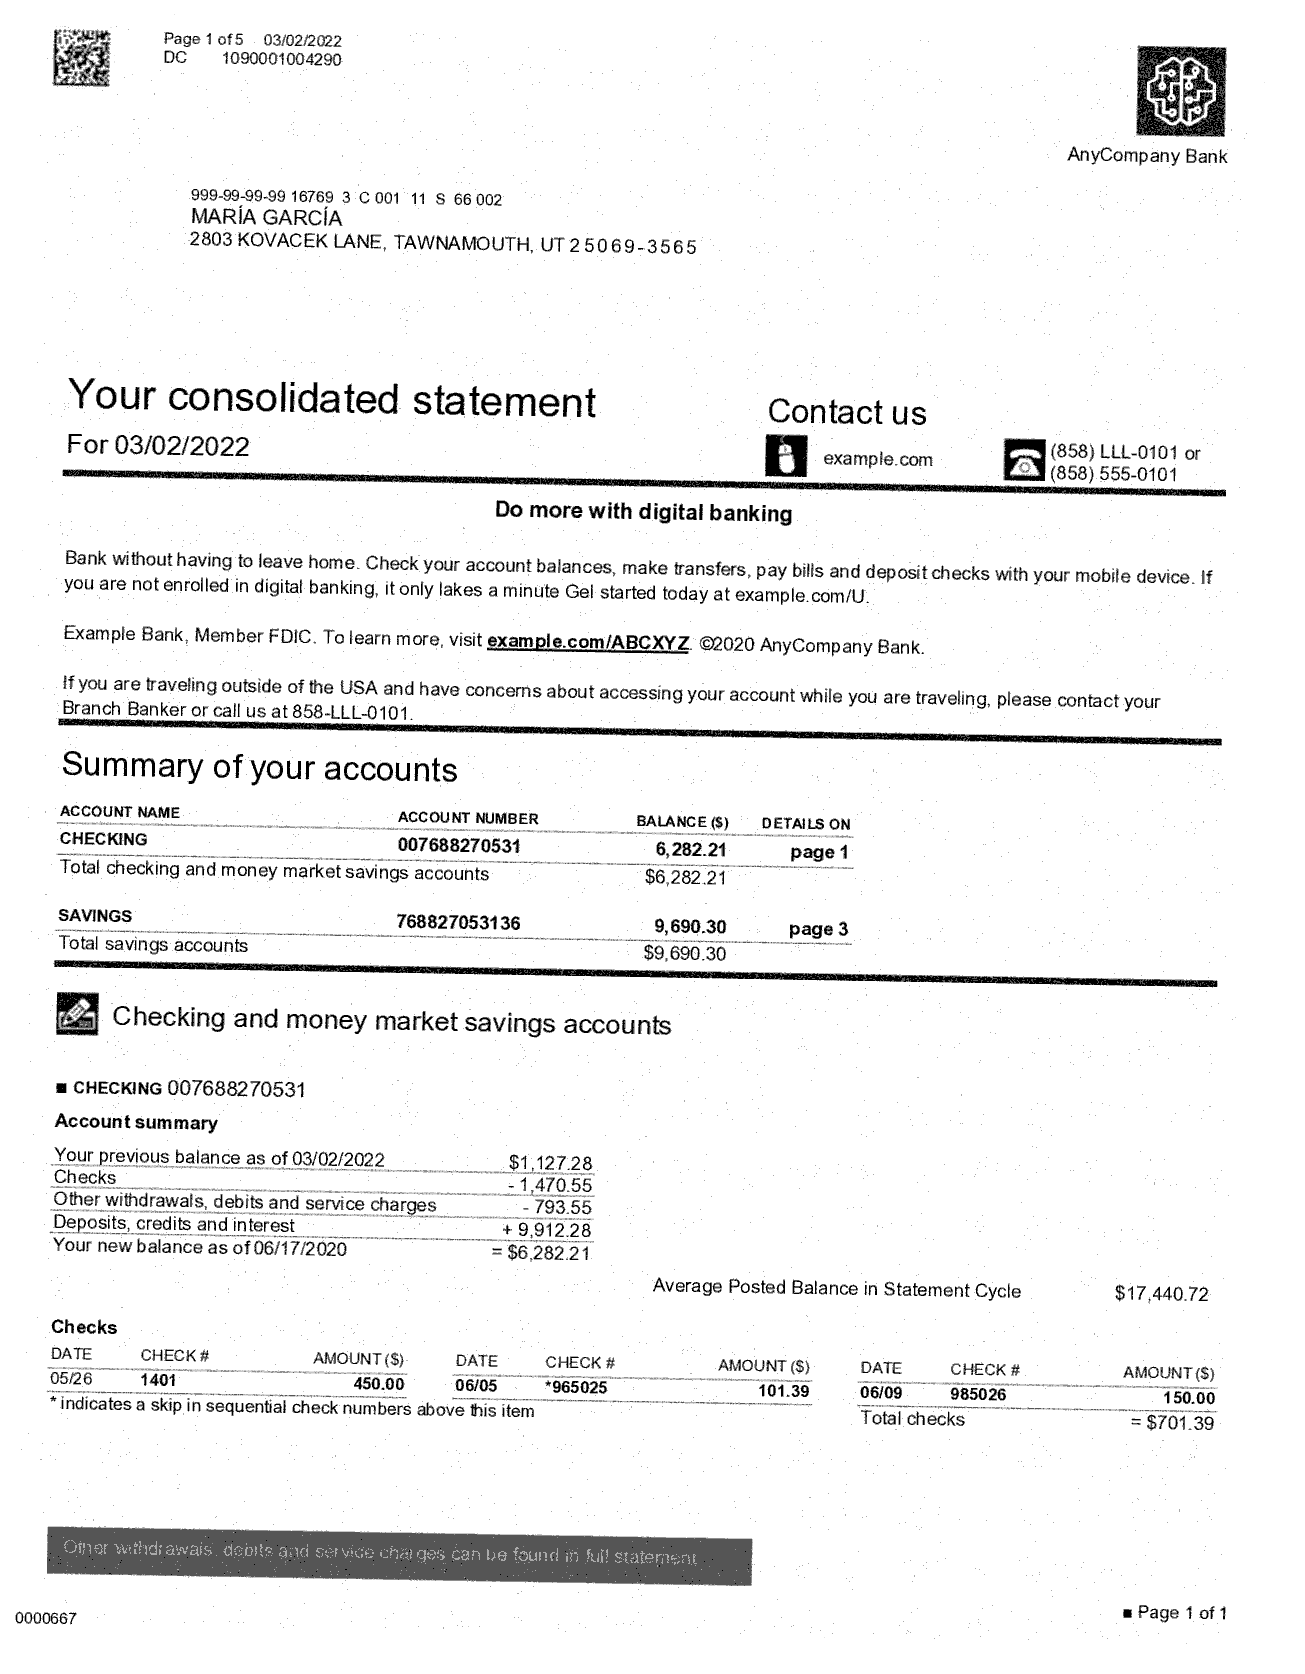 Page 1 of 5 03/02/2022
DC 1090001004290
AnyCompany Bank
999-99-99-99 16769 3 C 001 11 S 66 002
MARÍA GARCÍA
2803 KOVACEK LANE, TAWNAMOUTH, UT 25069-3565
Your consolidated statement
For 03/02/2022
Contact us
example.com
(858) LLL-0101 or
(858) 555-0101
Do more with digital banking
Bank without having to leave home. Check your account balances, make transfers, pay bills and deposit checks with your mobile device. If
you are not enrolled in digital banking, it only lakes a minute Gel started today at example.com/U.
Example Bank, Member FDIC. To learn more, visit example.com/ABCXYZ. ©2020 AnyCompany Bank.
If you are traveling outside of the USA and have concerns about accessing your account while you are traveling, please contact your
Branch Banker or call us at 858-LLL-0101.
Summary of your accounts
ACCOUNT NAME ACCOUNT NUMBER BALANCE ($) DETAILS ON
CHECKING 007688270531 6,282.21 page 1
Total checking and money market savings accounts $6,282.21
SAVINGS 768827053136 9,690.30 page 3
Total savings accounts $9,690.30
Checking and money market savings accounts
■ CHECKING 007688270531
Account summary
Your previous balance as of 03/02/2022 $1,127.28
Checks - 1,470.55
Other withdrawals, debits and service charges - 793.55
Deposits, credits and interest + 9,912.28
Your new balance as of 06/17/2020 = $6,282.21
Average Posted Balance in Statement Cycle $17,440.72
Checks
DATE CHECK # AMOUNT ($) DATE CHECK # AMOUNT ($) DATE CHECK # AMOUNT ($)
05/26 1401 450.00 06/05 *965025 101.39 06/09 985026 150.00
* indicates a skip in sequential check numbers above this item Total checks = $701.39
Other withdrawals, debits and service charges can be found in full statement
0000667 ■ Page 1 of 1